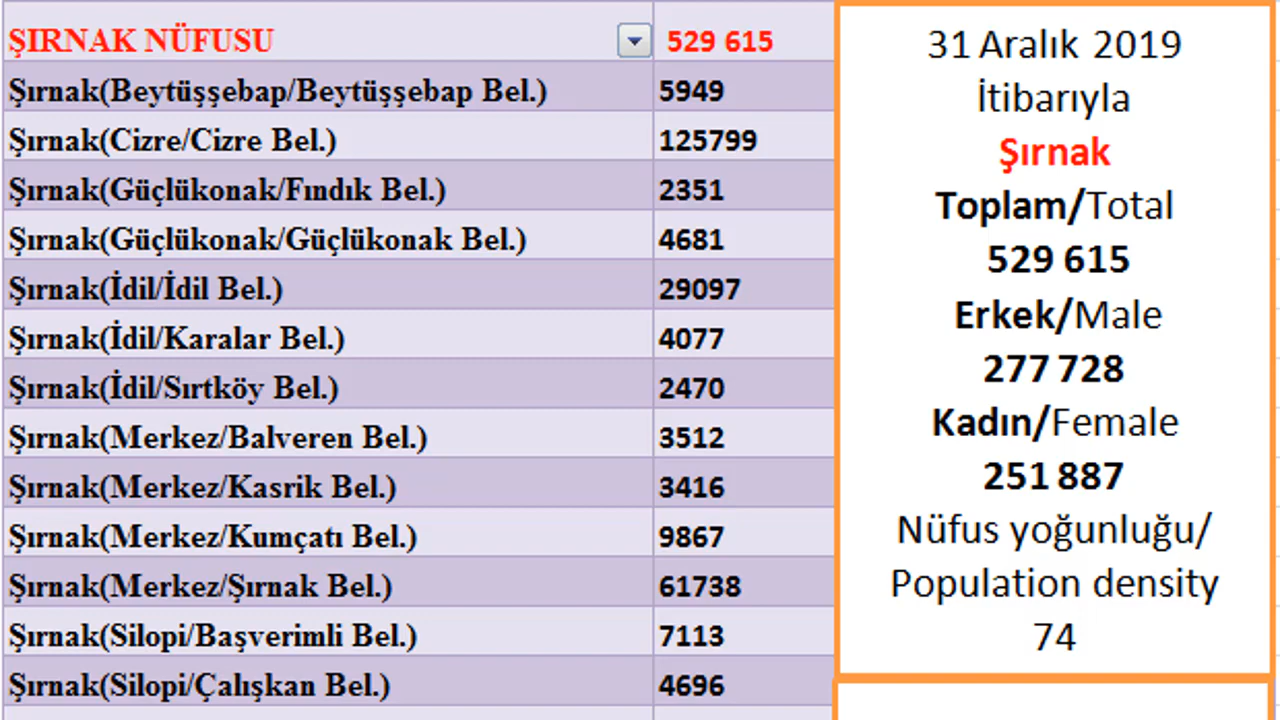 ŞIRNAK NÜFUSU 529 615
Şırnak(Beytüşşebap/Beytüşşebap Bel.) 5949
Şırnak(Cizre/Cizre Bel.) 125799
Şırnak(Güçlükonak/Fındık Bel.) 2351
Şırnak(Güçlükonak/Güçlükonak Bel.) 4681
Şırnak(İdil/İdil Bel.) 29097
Şırnak(İdil/Karalar Bel.) 4077
Şırnak(İdil/Sırtköy Bel.) 2470
Şırnak(Merkez/Balveren Bel.) 3512
Şırnak(Merkez/Kasrik Bel.) 3416
Şırnak(Merkez/Kumçatı Bel.) 9867
Şırnak(Merkez/Şırnak Bel.) 61738
Şırnak(Silopi/Başverimli Bel.) 7113
Şırnak(Silopi/Çalışkan Bel.) 4696
31 Aralık 2019
İtibarıyla
Şırnak
Toplam/Total
529 615
Erkek/Male
277 728
Kadın/Female
251 887
Nüfus yoğunluğu/
Population density
74